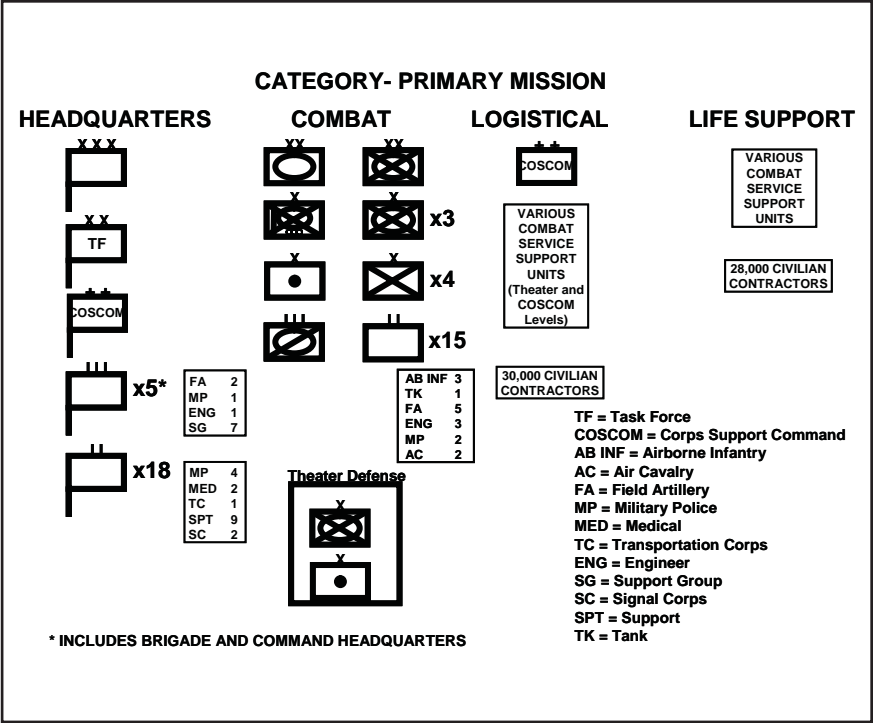 CATEGORY- PRIMARY MISSION
HEADQUARTERS
COMBAT
LOGISTICAL
LIFE SUPPORT
X X X
X X
TF
+ +
COSCOM
I I I
x5*
FA 2
MP 1
ENG 1
SG 7
I I
x18
MP 4
MED 2
TC 1
SPT 9
SC 2
XX
XX
X
X
x3
X
X
x4
I I I
I I
x15
AB INF 3
TK 1
FA 5
ENG 3
MP 2
AC 2
Theater Defense
X
X
+ +
COSCOM
VARIOUS
COMBAT
SERVICE
SUPPORT
UNITS
(Theater and
COSCOM
Levels)
30,000 CIVILIAN
CONTRACTORS
VARIOUS
COMBAT
SERVICE
SUPPORT
UNITS
28,000 CIVILIAN
CONTRACTORS
TF = Task Force
COSCOM = Corps Support Command
AB INF = Airborne Infantry
AC = Air Cavalry
FA = Field Artillery
MP = Military Police
MED = Medical
TC = Transportation Corps
ENG = Engineer
SG = Support Group
SC = Signal Corps
SPT = Support
TK = Tank
* INCLUDES BRIGADE AND COMMAND HEADQUARTERS